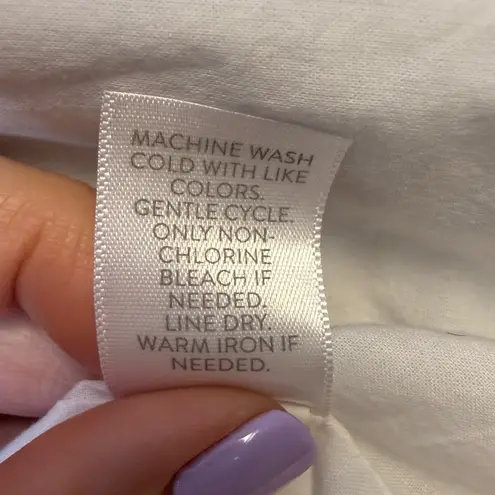 MACHINE WASH
COLD WITH LIKE
COLORS.
GENTLE CYCLE.
ONLY NON-
CHLORINE
BLEACH IF
NEEDED.
LINE DRY.
WARM IRON IF
NEEDED.